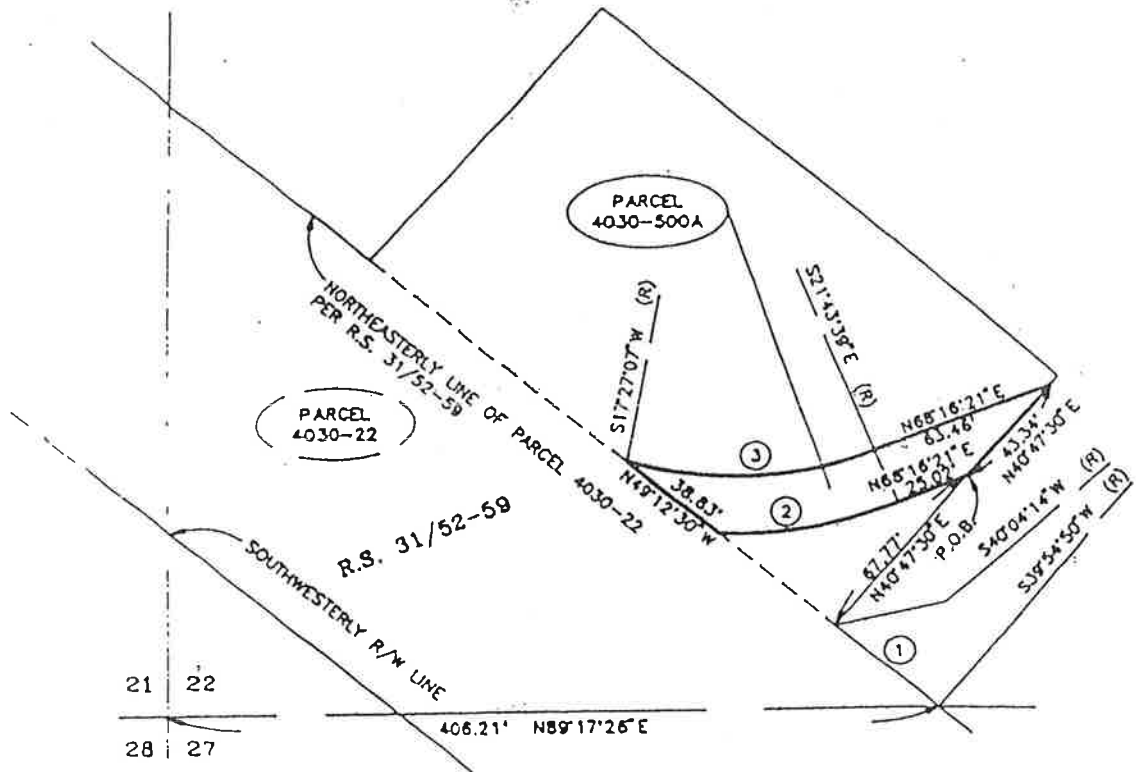 PARCEL
4030-500A
NORTHEASTERLY LINE OF PARCEL 4030-22
PER R.S. 31/52-59
S17°27'07"W (R)
S21°43'39"E (R)
PARCEL
4030-22
N68°16'21"E
63.46'
3
N68°16'21"E
25.02'
43.34'
N40°47'30"E
38.83'
N49°12'30"W
2
R.S. 31/52-59
67.77'
N40°47'30"E
P.O.B.
S40°04'14"W (R)
S39°54'50"W (R)
SOUTHWESTERLY R/W LINE
1
21 22
406.21' N89°17'26"E
28 27